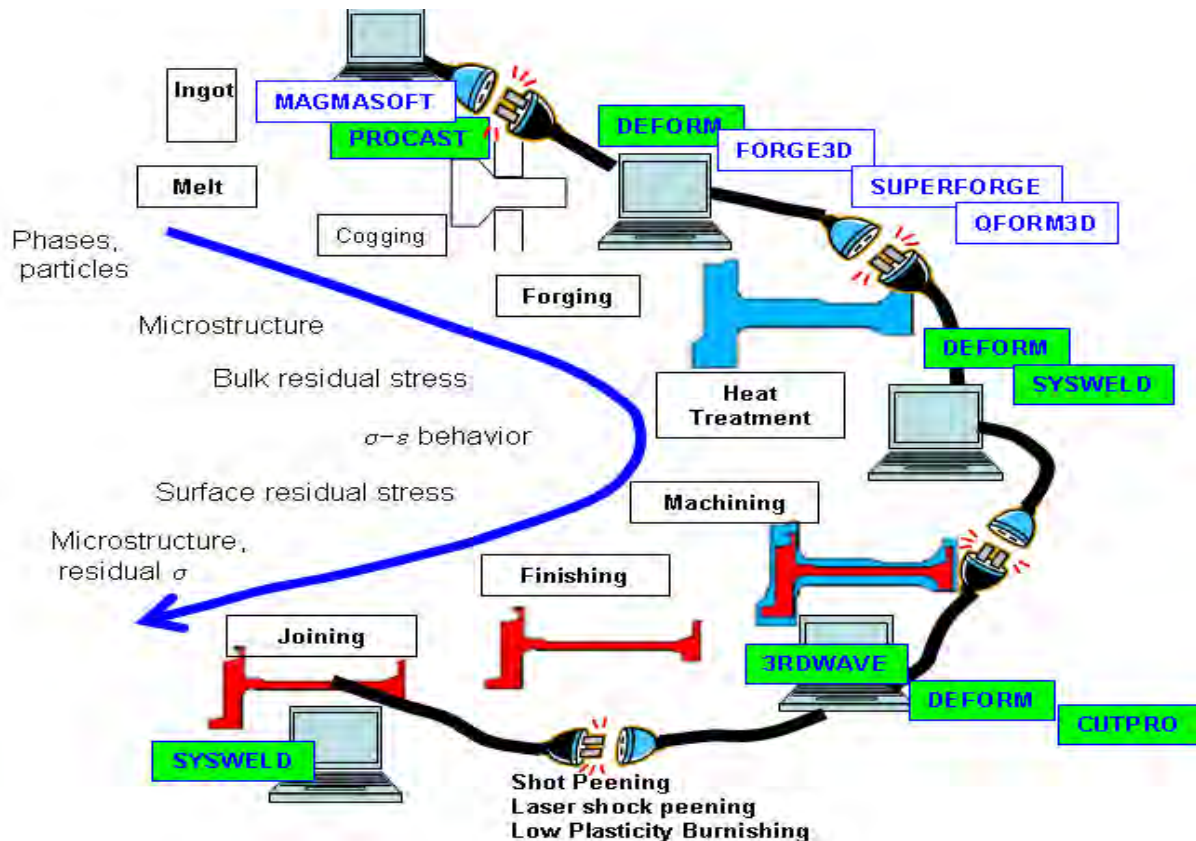 Ingot
MAGMASOFT
PROCAST
DEFORM
FORGE3D
SUPERFORGE
QFORM3D
Melt
Cogging
Phases,
particles
Forging
Microstructure
DEFORM
SYSWELD
Bulk residual stress
Heat
Treatment
σ-ε behavior
Surface residual stress
Machining
Microstructure,
residual σ
Finishing
Joining
3RDWAVE
DEFORM
CUTPRO
SYSWELD
Shot Peening
Laser shock peening
Low Plasticity Burnishing